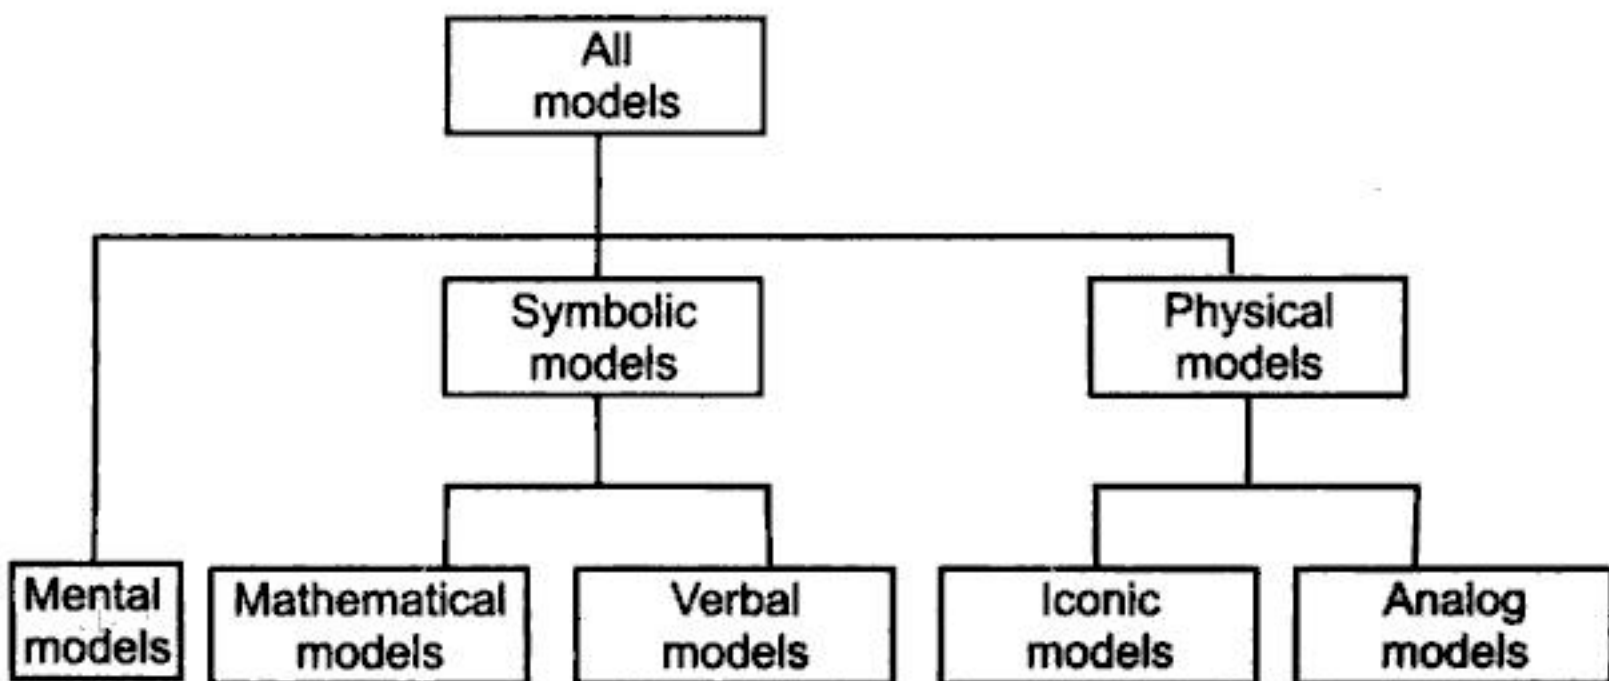 All
models
Symbolic
models
Physical
models
Mental
models
Mathematical
models
Verbal
models
Iconic
models
Analog
models